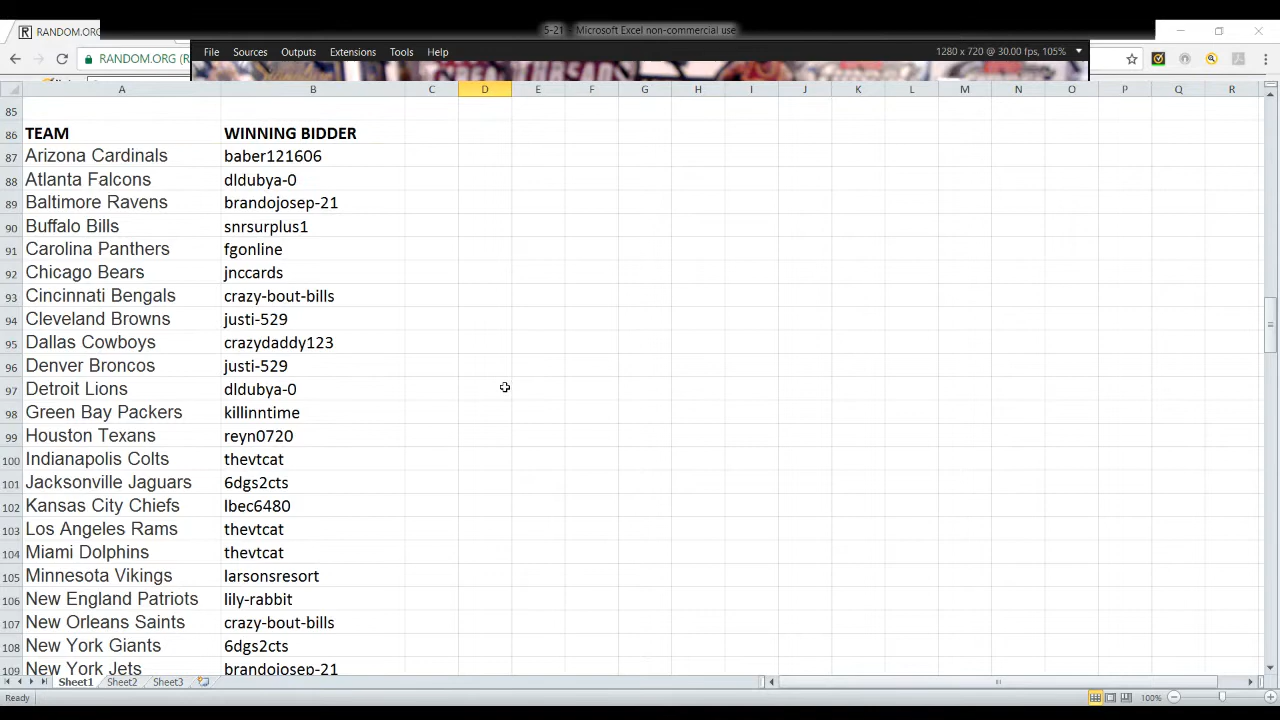 RANDOM.ORG
5-21 - Microsoft Excel non-commercial use
RANDOM.ORG (R
File Sources Outputs Extensions Tools Help
1280 x 720 @ 30.00 fps, 105%
A B C D E F G H I J K L M N O P Q R
85
86 TEAM WINNING BIDDER
87 Arizona Cardinals baber121606
88 Atlanta Falcons dldubya-0
89 Baltimore Ravens brandojosep-21
90 Buffalo Bills snrsurplus1
91 Carolina Panthers fgonline
92 Chicago Bears jnccards
93 Cincinnati Bengals crazy-bout-bills
94 Cleveland Browns justi-529
95 Dallas Cowboys crazydaddy123
96 Denver Broncos justi-529
97 Detroit Lions dldubya-0
98 Green Bay Packers killinntime
99 Houston Texans reyn0720
100 Indianapolis Colts thevtcat
101 Jacksonville Jaguars 6dgs2cts
102 Kansas City Chiefs lbec6480
103 Los Angeles Rams thevtcat
104 Miami Dolphins thevtcat
105 Minnesota Vikings larsonsresort
106 New England Patriots lily-rabbit
107 New Orleans Saints crazy-bout-bills
108 New York Giants 6dgs2cts
109 New York Jets brandojosep-21
Sheet1 Sheet2 Sheet3
Ready 100%